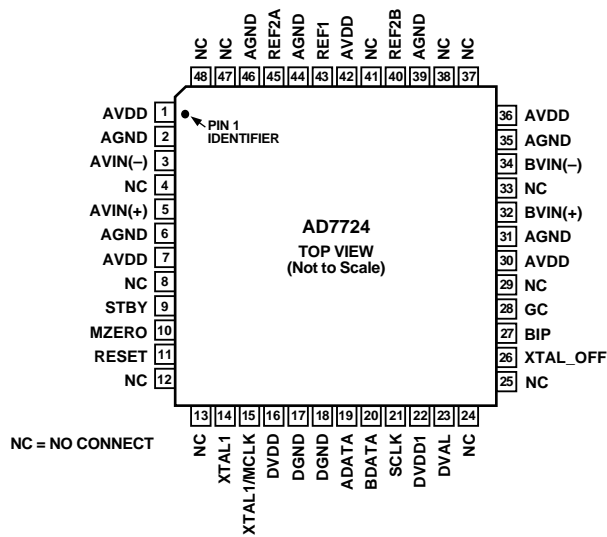 NC NC AGND REF2A AGND REF1 AVDD NC REF2B AGND NC NC
48 47 46 45 44 43 42 41 40 39 38 37
AVDD 1
AGND 2
AVIN(–) 3
NC 4
AVIN(+) 5
AGND 6
AVDD 7
NC 8
STBY 9
MZERO 10
RESET 11
NC 12
PIN 1
IDENTIFIER
AD7724
TOP VIEW
(Not to Scale)
36 AVDD
35 AGND
34 BVIN(–)
33 NC
32 BVIN(+)
31 AGND
30 AVDD
29 NC
28 GC
27 BIP
26 XTAL_OFF
25 NC
13 14 15 16 17 18 19 20 21 22 23 24
NC XTAL1 XTAL1/MCLK DVDD DGND DGND ADATA BDATA SCLK DVDD1 DVAL NC
NC = NO CONNECT